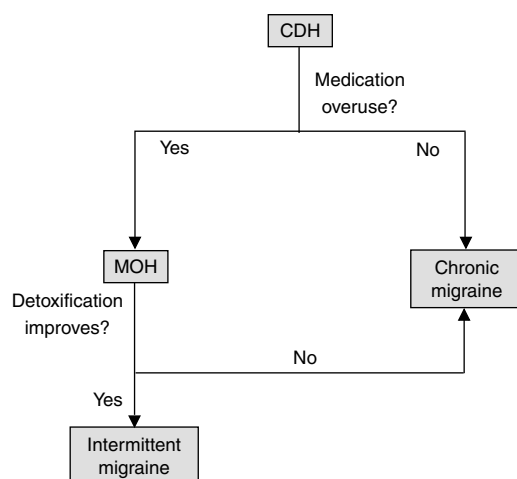 CDH
Medication
overuse?
Yes
No
MOH
Chronic
migraine
Detoxification
improves?
No
Yes
Intermittent
migraine